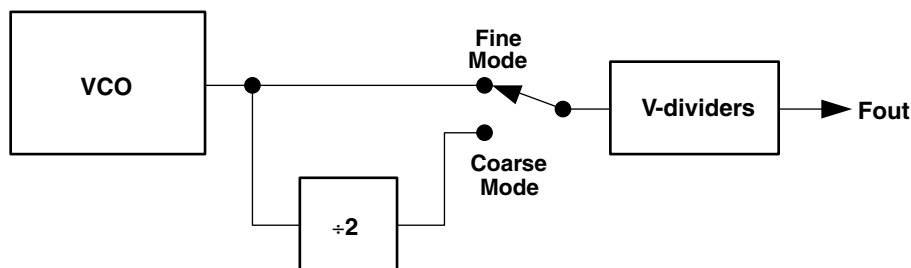 VCO
Fine
Mode
Coarse
Mode
÷2
V-dividers
Fout